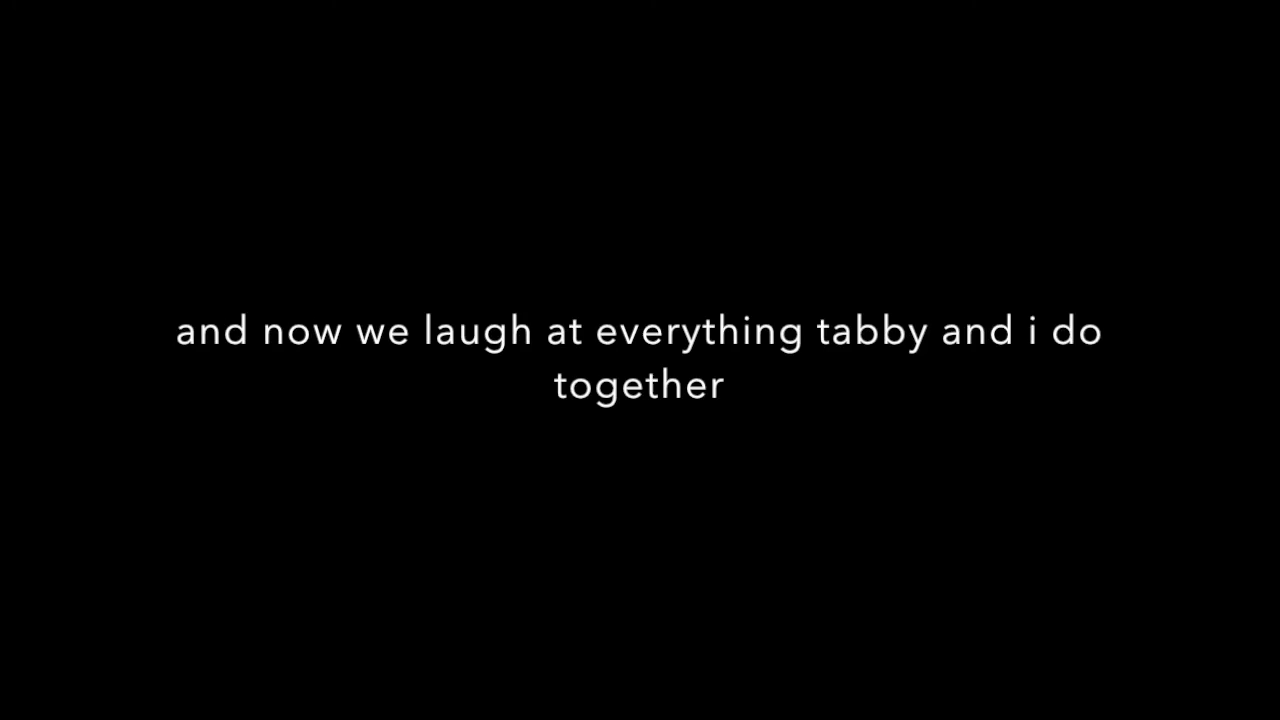 and now we laugh at everything tabby and i do
together